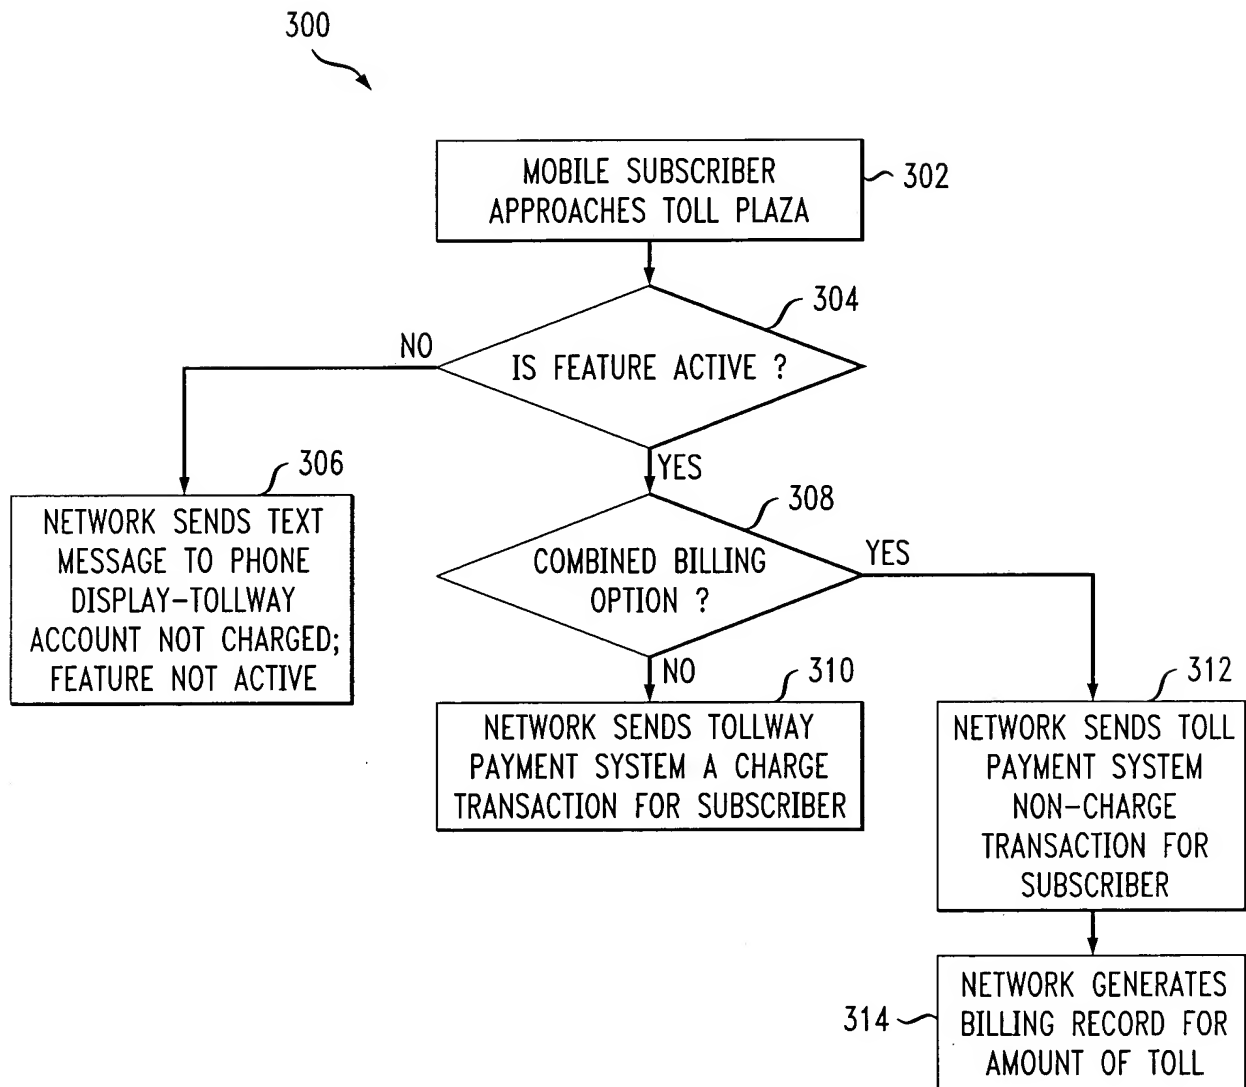 300
MOBILE SUBSCRIBER
APPROACHES TOLL PLAZA
302
304
IS FEATURE ACTIVE ?
NO
YES
306
NETWORK SENDS TEXT
MESSAGE TO PHONE
DISPLAY-TOLLWAY
ACCOUNT NOT CHARGED;
FEATURE NOT ACTIVE
308
COMBINED BILLING
OPTION ?
YES
NO
310
NETWORK SENDS TOLLWAY
PAYMENT SYSTEM A CHARGE
TRANSACTION FOR SUBSCRIBER
312
NETWORK SENDS TOLL
PAYMENT SYSTEM
NON-CHARGE
TRANSACTION FOR
SUBSCRIBER
314
NETWORK GENERATES
BILLING RECORD FOR
AMOUNT OF TOLL